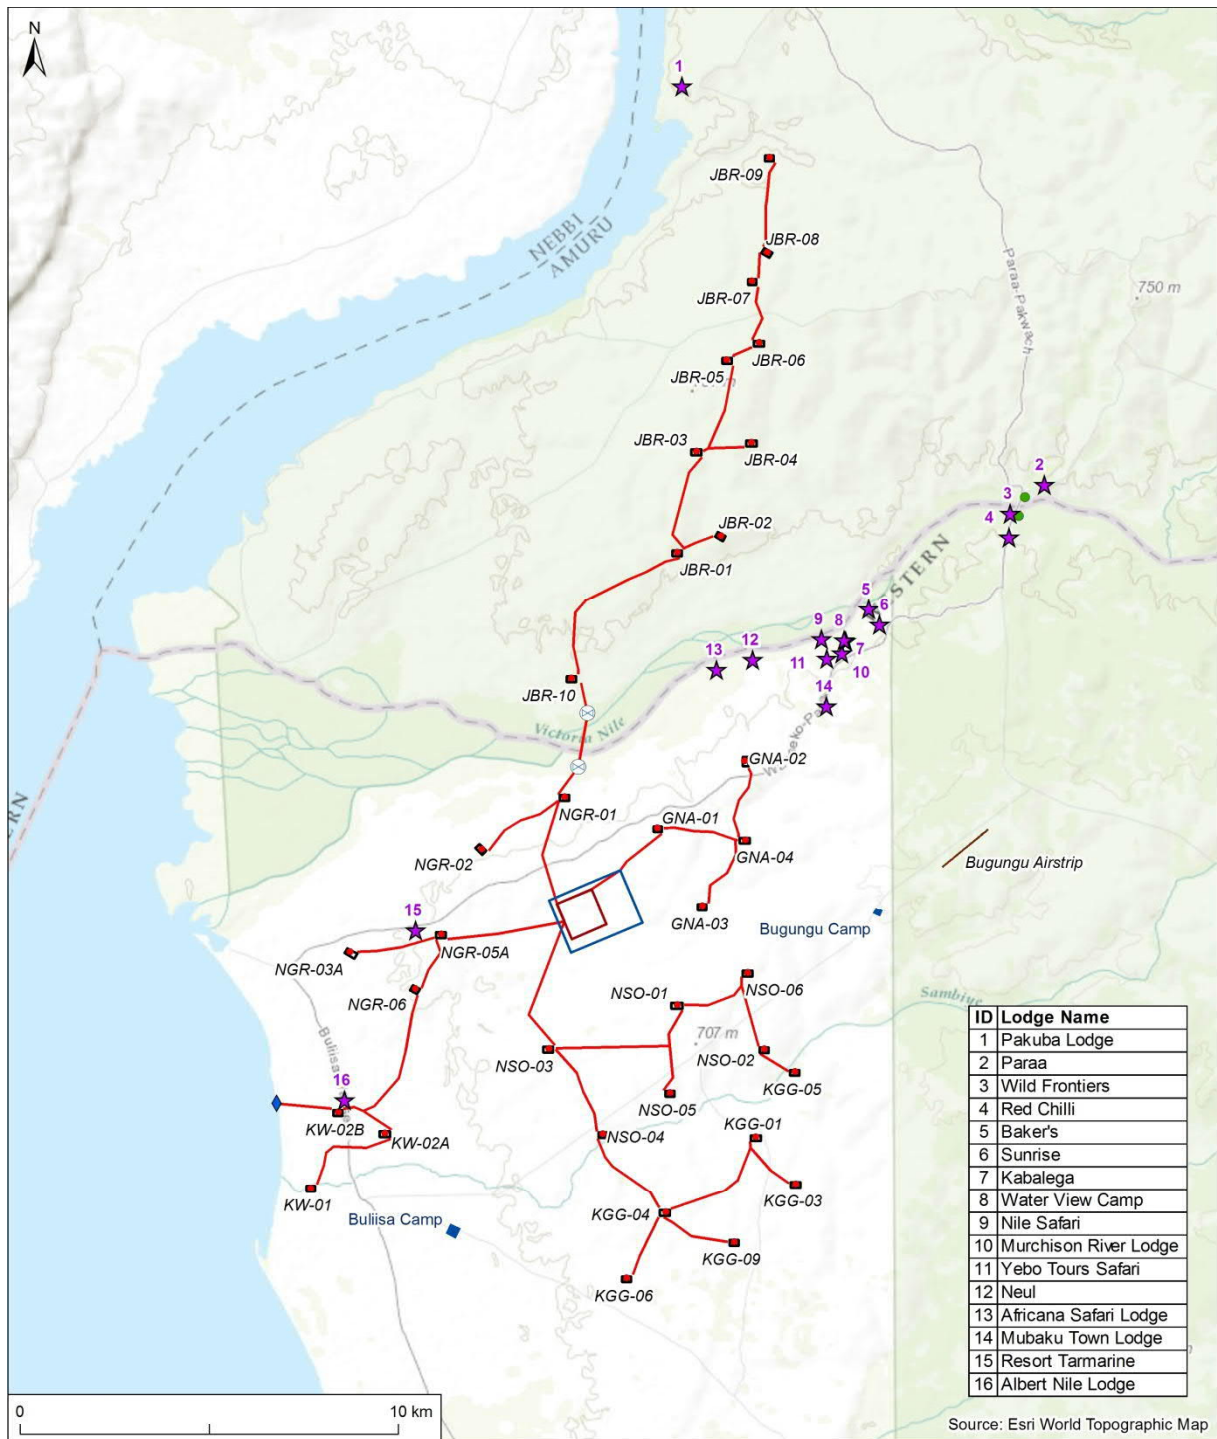 N
1
JBR-09
NEBBI
AMURU
JBR-08
Paraa-Pakwach
JBR-07
750 m
JBR-06
JBR-05
JBR-03
JBR-04
2
3
4
JBR-02
JBR-01
STERN
5
6
9
8
7
13
12
11
10
JBR-10
14
Victoria Nile
GNA-02
ERN
NGR-01
GNA-01
NGR-02
GNA-04
Bugungu Airstrip
15
GNA-03
Bugungu Camp
NGR-05A
NGR-03A
NSO-06
NGR-06
NSO-01
Sambiye
707 m
NSO-03
NSO-02
KGG-05
16
NSO-05
KW-02B
KW-02A
NSO-04
KGG-01
KW-01
KGG-03
Buliisa Camp
KGG-04
KGG-09
KGG-06
ID Lodge Name
1 Pakuba Lodge
2 Paraa
3 Wild Frontiers
4 Red Chilli
5 Baker's
6 Sunrise
7 Kabalega
8 Water View Camp
9 Nile Safari
10 Murchison River Lodge
11 Yebo Tours Safari
12 Neul
13 Africana Safari Lodge
14 Mubaku Town Lodge
15 Resort Tarmarine
16 Albert Nile Lodge
0 10 km
Source: Esri World Topographic Map